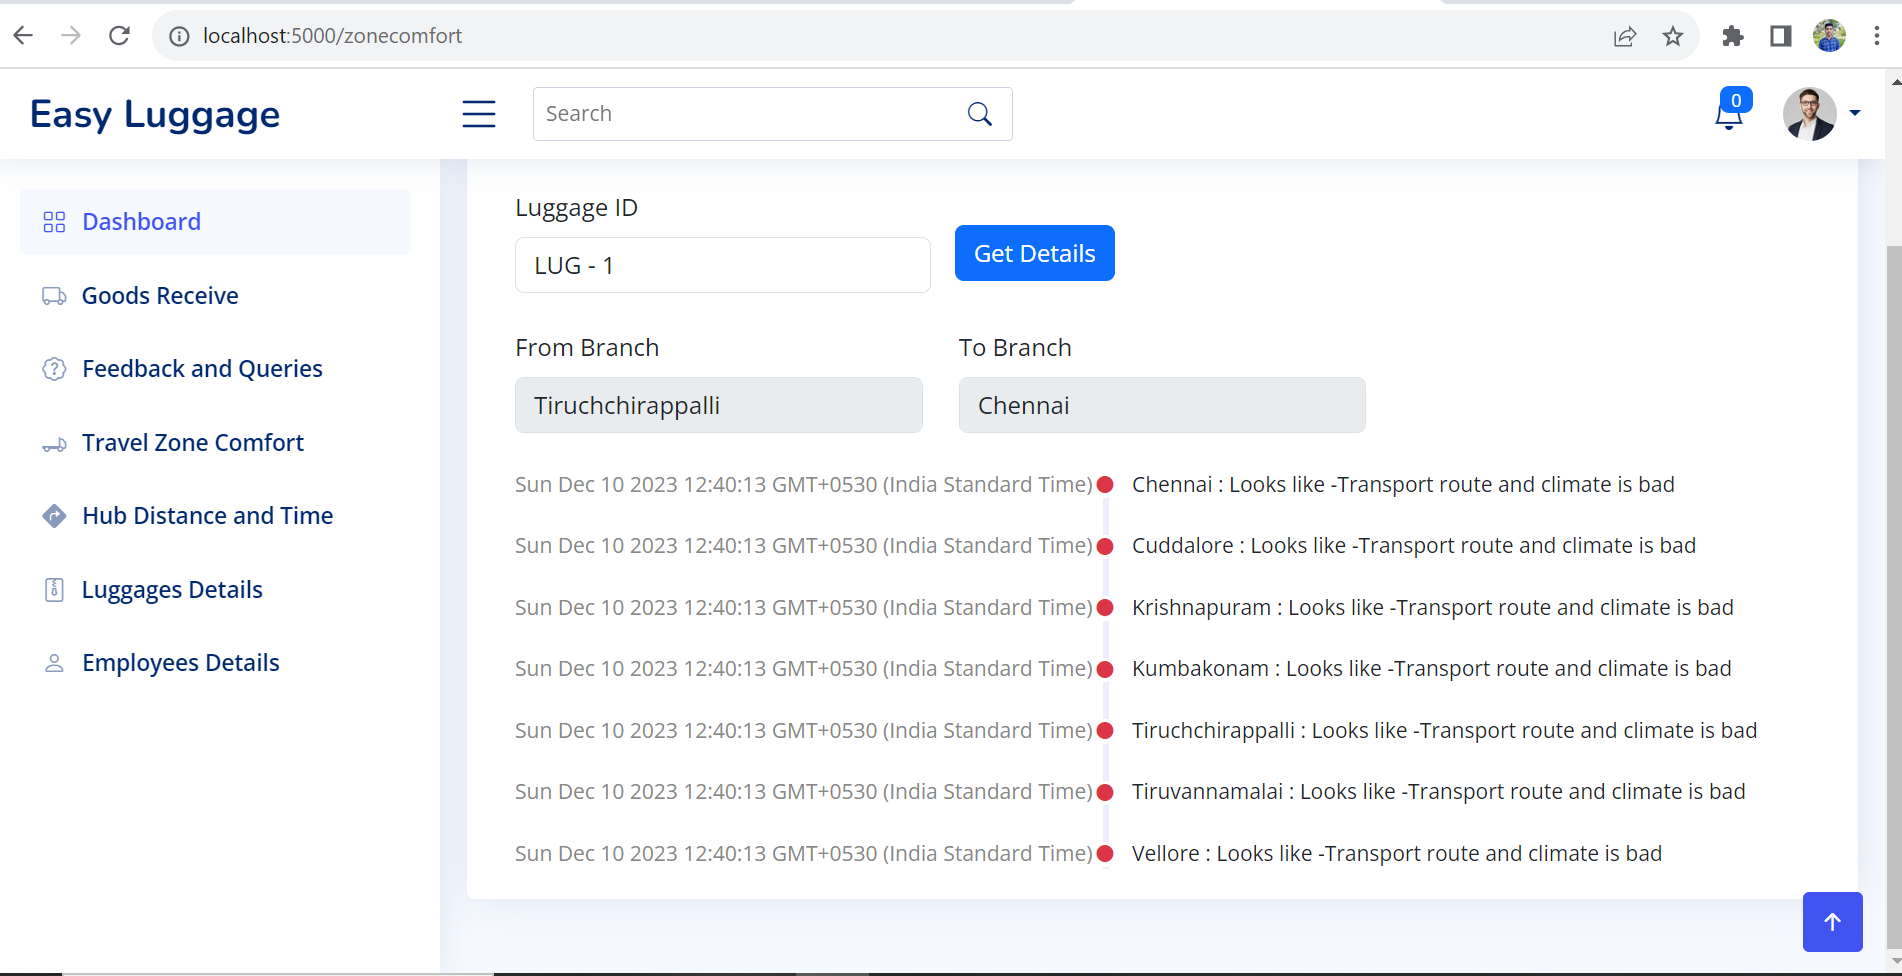 localhost:5000/zonecomfort
Easy Luggage
Search
0
Dashboard
Goods Receive
Feedback and Queries
Travel Zone Comfort
Hub Distance and Time
Luggages Details
Employees Details
Luggage ID
LUG - 1
Get Details
From Branch
To Branch
Tiruchchirappalli
Chennai
Sun Dec 10 2023 12:40:13 GMT+0530 (India Standard Time) Chennai : Looks like -Transport route and climate is bad
Sun Dec 10 2023 12:40:13 GMT+0530 (India Standard Time) Cuddalore : Looks like -Transport route and climate is bad
Sun Dec 10 2023 12:40:13 GMT+0530 (India Standard Time) Krishnapuram : Looks like -Transport route and climate is bad
Sun Dec 10 2023 12:40:13 GMT+0530 (India Standard Time) Kumbakonam : Looks like -Transport route and climate is bad
Sun Dec 10 2023 12:40:13 GMT+0530 (India Standard Time) Tiruchchirappalli : Looks like -Transport route and climate is bad
Sun Dec 10 2023 12:40:13 GMT+0530 (India Standard Time) Tiruvannamalai : Looks like -Transport route and climate is bad
Sun Dec 10 2023 12:40:13 GMT+0530 (India Standard Time) Vellore : Looks like -Transport route and climate is bad